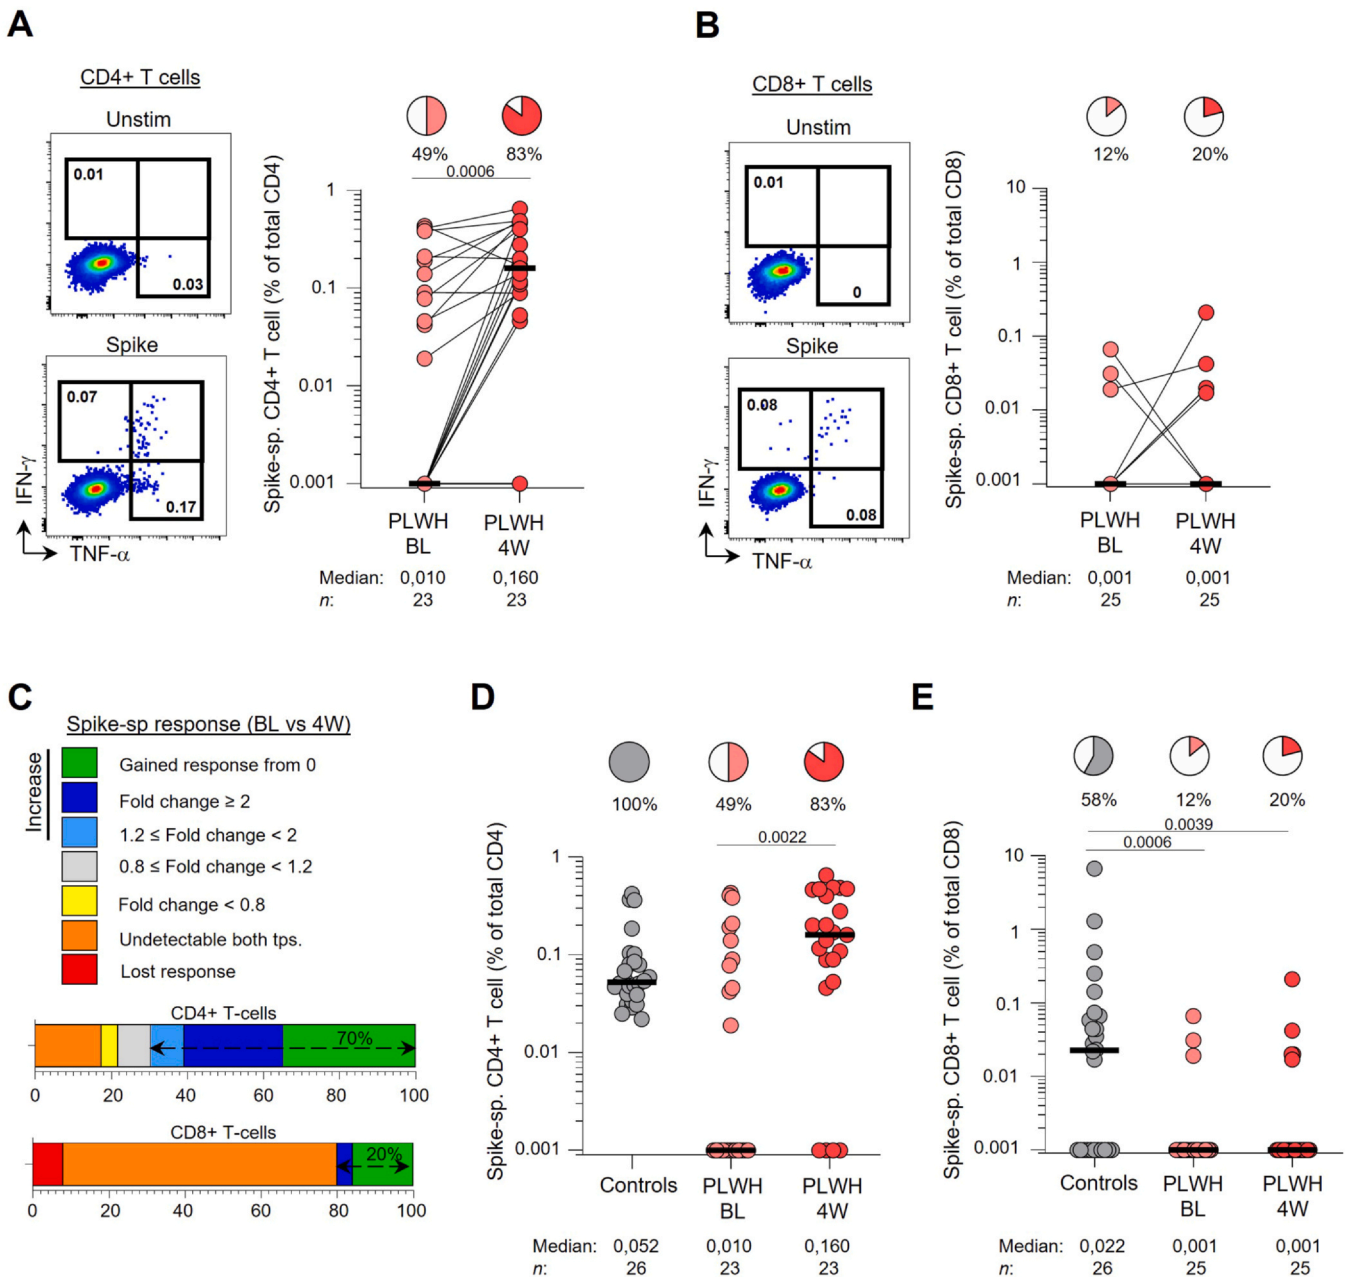 A
CD4+ T cells
Unstim
0.01
0.03
Spike
0.07
0.17
IFN-γ
TNF-α
49%
83%
0.0006
Spike-sp. CD4+ T cell (% of total CD4)
1
0.1
0.01
0.001
PLWH BL
PLWH 4W
Median: 0,010 0,160
n: 23 23
B
CD8+ T cells
Unstim
0.01
0
Spike
0.08
0.08
IFN-γ
TNF-α
12%
20%
Spike-sp. CD8+ T cell (% of total CD8)
10
1
0.1
0.01
0.001
PLWH BL
PLWH 4W
Median: 0,001 0,001
n: 25 25
C
Spike-sp response (BL vs 4W)
Increase
Gained response from 0
Fold change ≥ 2
1.2 ≤ Fold change < 2
0.8 ≤ Fold change < 1.2
Fold change < 0.8
Undetectable both tps.
Lost response
CD4+ T-cells
70%
0 20 40 60 80 100
CD8+ T-cells
20%
0 20 40 60 80 100
D
100%
49%
83%
0.0022
Spike-sp. CD4+ T cell (% of total CD4)
1
0.1
0.01
0.001
Controls
PLWH BL
PLWH 4W
Median: 0,052 0,010 0,160
n: 26 23 23
E
58%
12%
20%
0.0039
0.0006
Spike-sp. CD8+ T cell (% of total CD8)
10
1
0.1
0.01
0.001
Controls
PLWH BL
PLWH 4W
Median: 0,022 0,001 0,001
n: 26 25 25